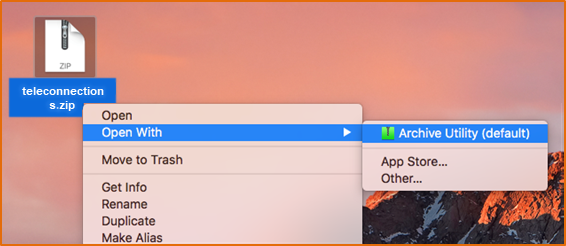 ZIP
teleconnection
s.zip
Open
Open With
Archive Utility (default)
Move to Trash
App Store...
Other...
Get Info
Rename
Duplicate
Make Alias